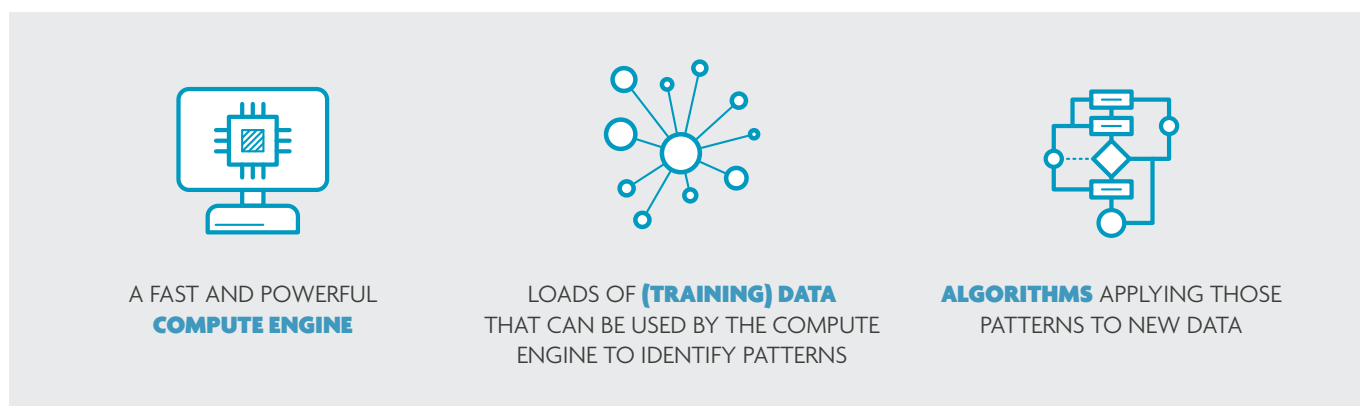 A FAST AND POWERFUL
COMPUTE ENGINE
LOADS OF (TRAINING) DATA
THAT CAN BE USED BY THE COMPUTE
ENGINE TO IDENTIFY PATTERNS
ALGORITHMS APPLYING THOSE
PATTERNS TO NEW DATA